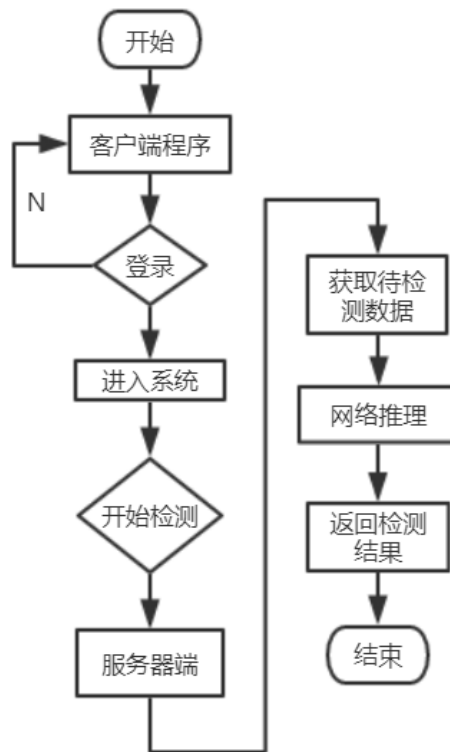 开始
客户端程序
N
登录
进入系统
开始检测
服务器端
获取待检
测数据
网络推理
返回检测
结果
结束